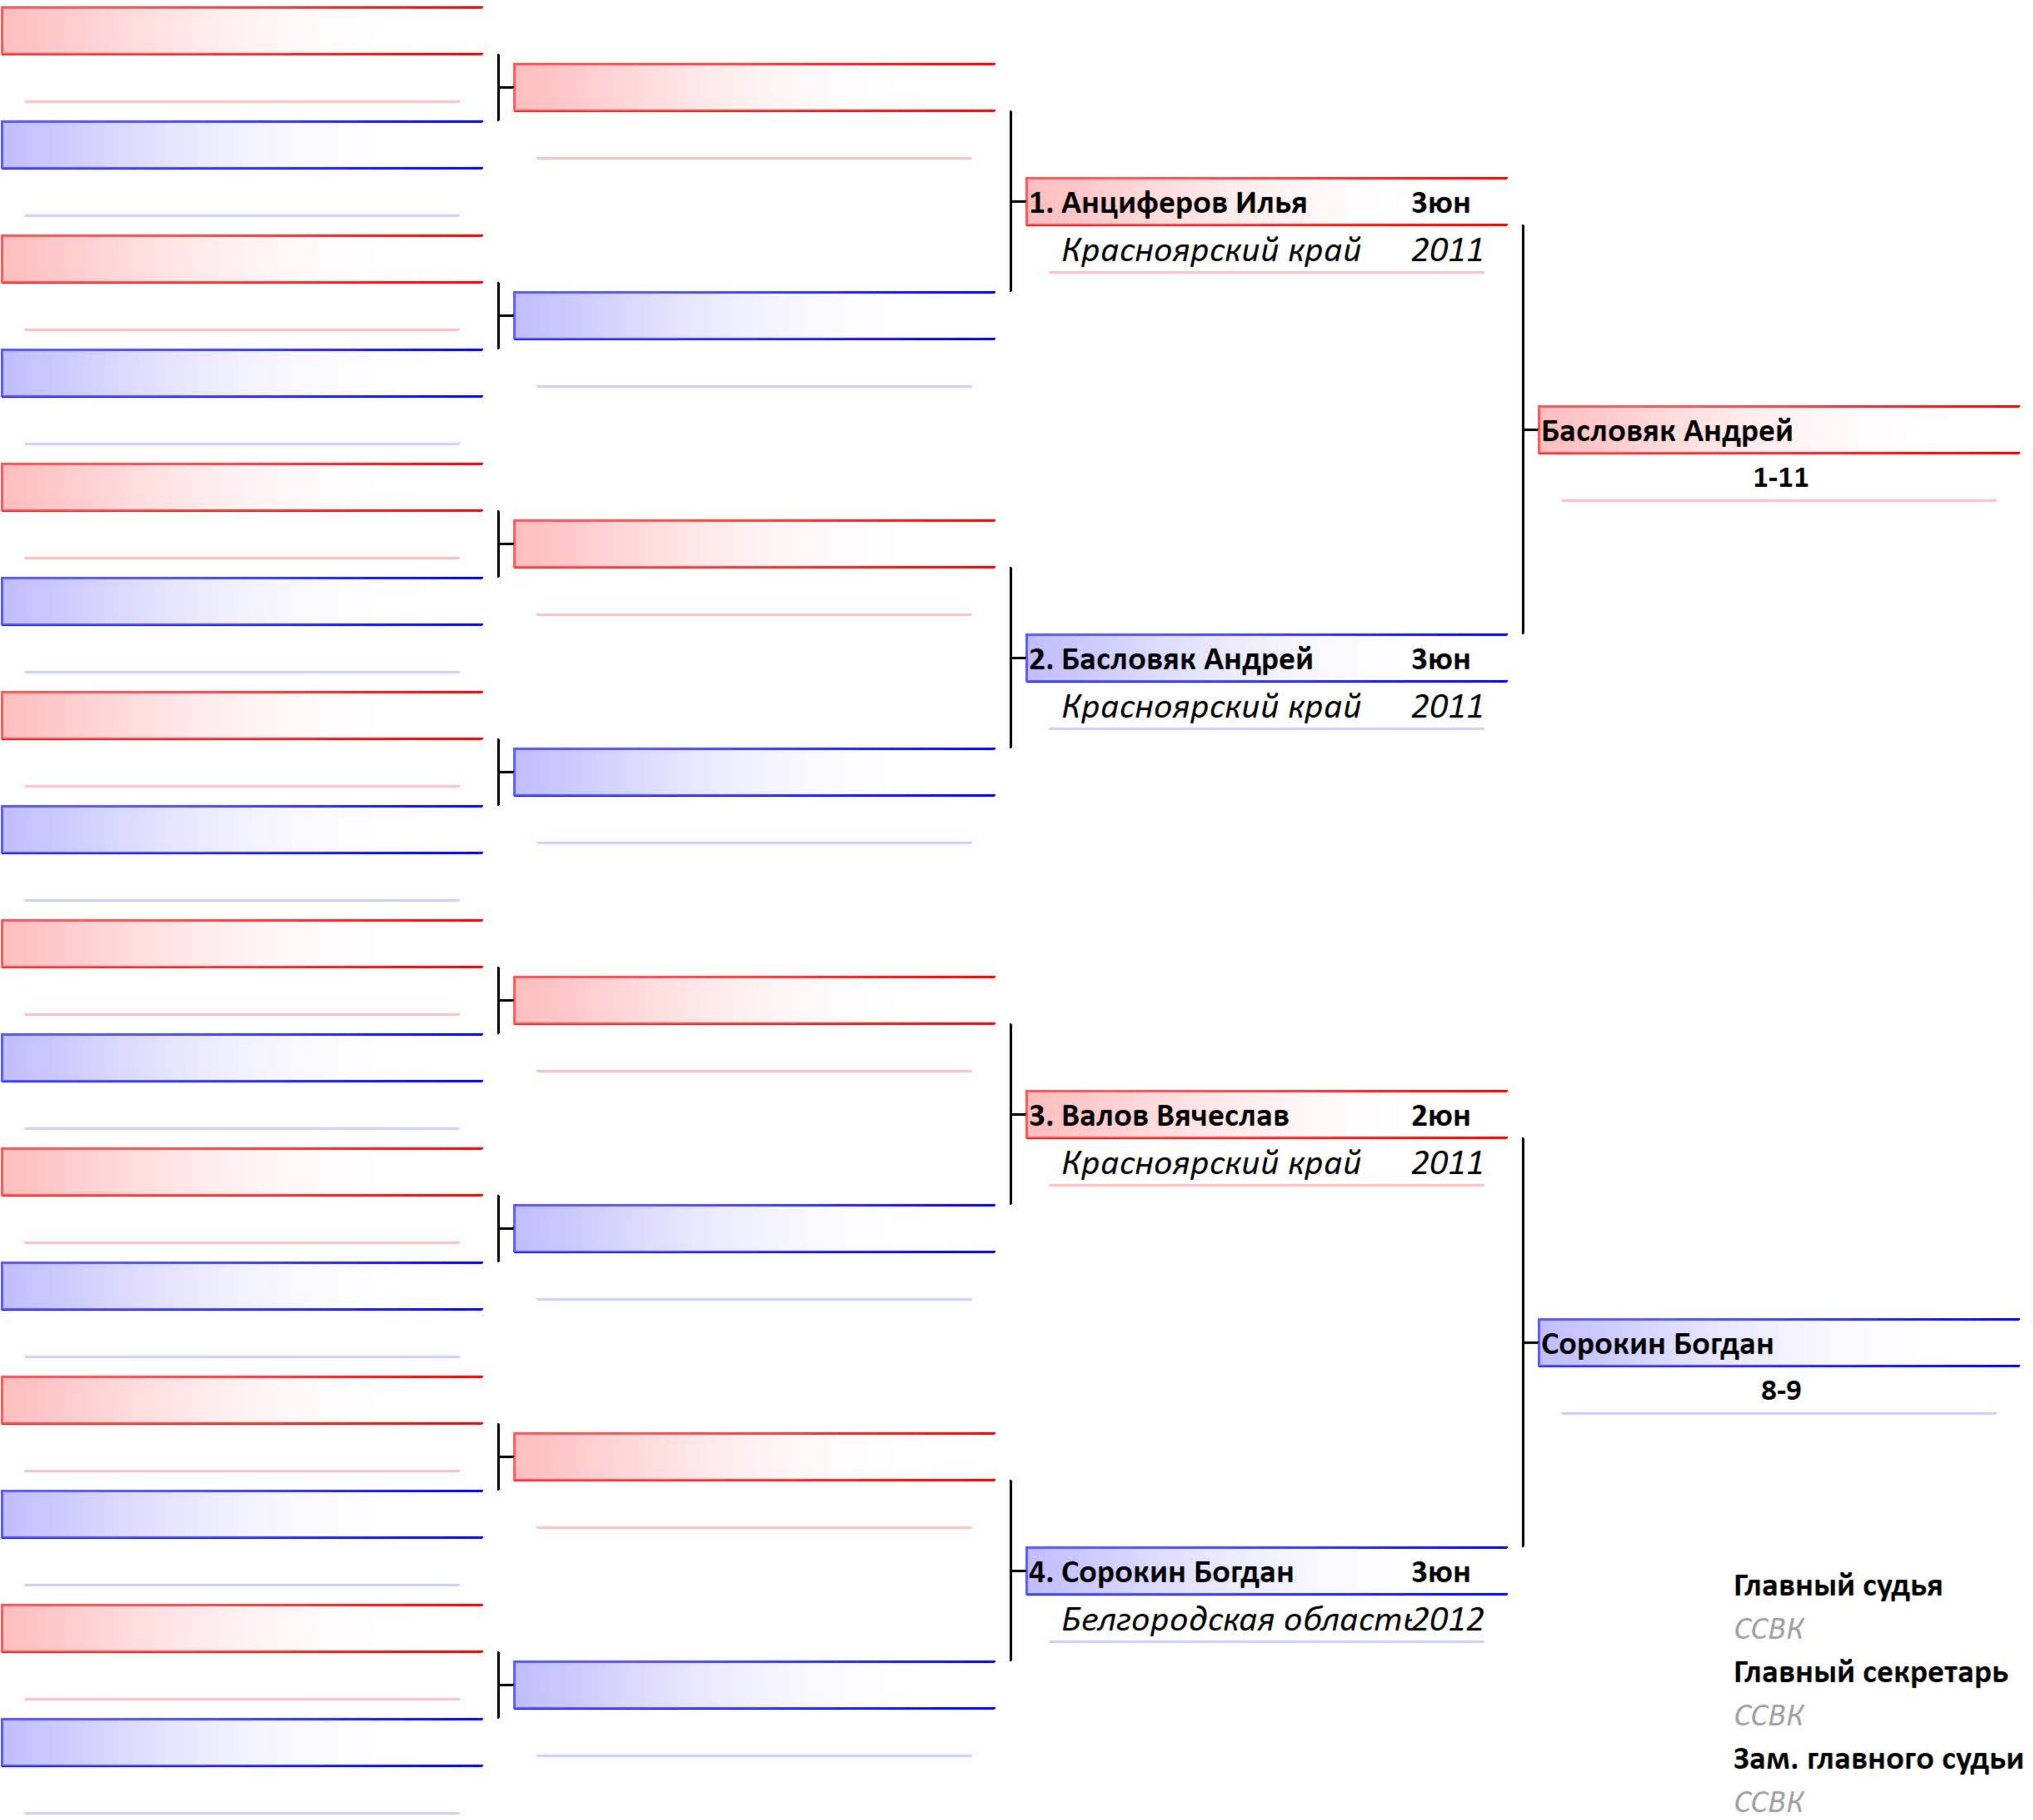 1. Анциферов Илья 3юн
Красноярский край 2011
Басловяк Андрей
1-11
2. Басловяк Андрей 3юн
Красноярский край 2011
3. Валов Вячеслав 2юн
Красноярский край 2011
Сорокин Богдан
8-9
4. Сорокин Богдан 3юн
Белгородская область 2012
Главный судья
ССВК
Главный секретарь
ССВК
Зам. главного судьи
ССВК